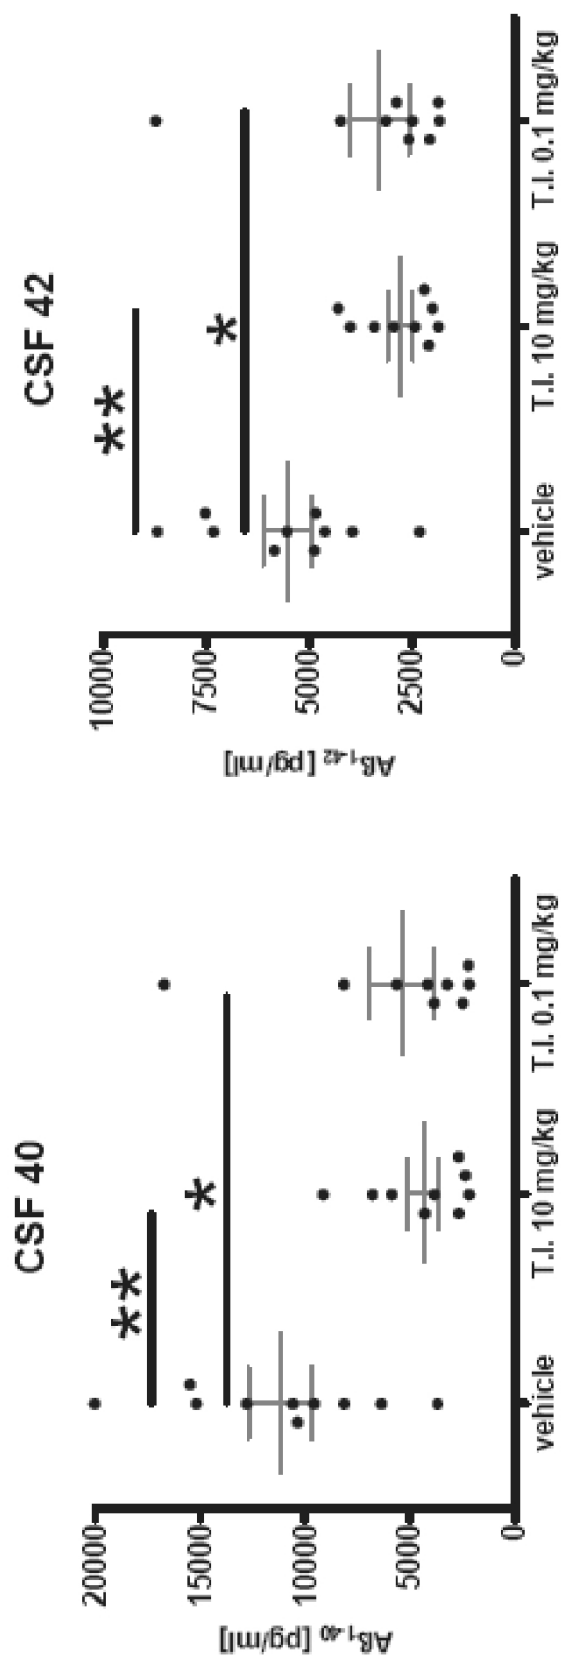 CSF 40
**
*
20000
15000
10000
5000
0
Aβ1-40 [pg/ml]
vehicle
T.I. 10 mg/kg
T.I. 0.1 mg/kg
CSF 42
**
*
10000
7500
5000
2500
0
Aβ1-42 [pg/ml]
vehicle
T.I. 10 mg/kg
T.I. 0.1 mg/kg